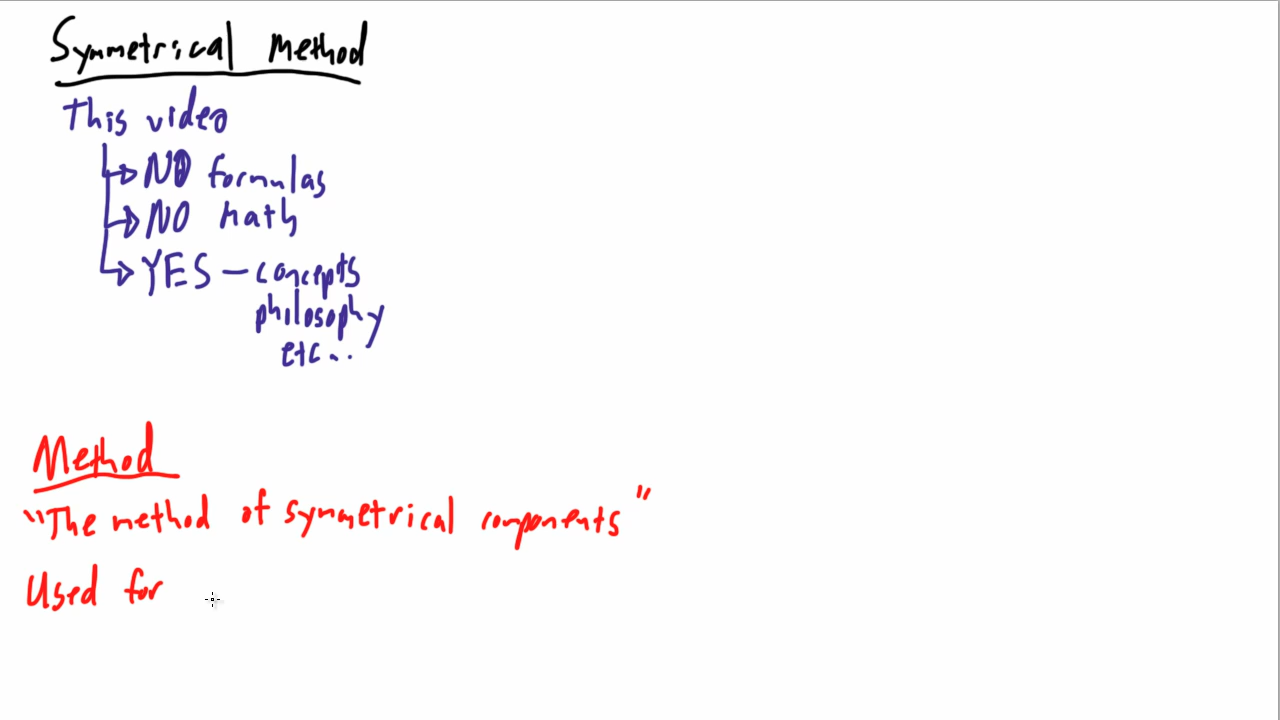 Symmetrical Method
This video
NO formulas
NO Math
YES - concepts
philosophy
etc...
Method
"The method of symmetrical components"
Used for